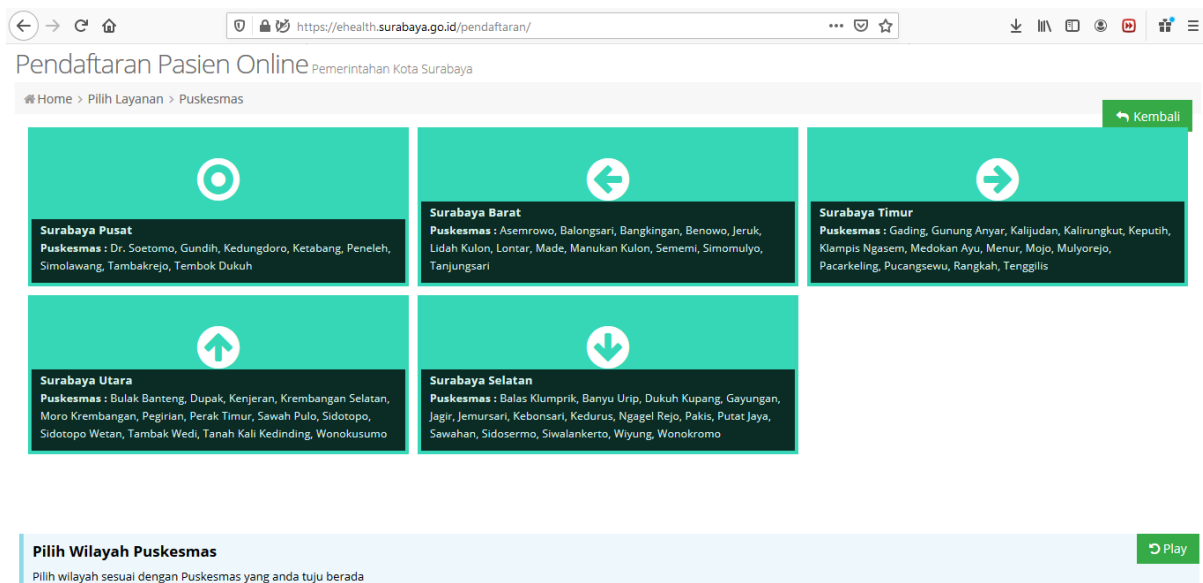 https://ehealth.surabaya.go.id/pendaftaran/
Pendaftaran Pasien Online Pemerintahan Kota Surabaya
Home > Pilih Layanan > Puskesmas
Kembali
Surabaya Pusat
Puskesmas : Dr. Soetomo, Gundih, Kedungdoro, Ketabang, Peneleh,
Simolawang, Tambakrejo, Tembok Dukuh
Surabaya Barat
Puskesmas : Asemrowo, Balongsari, Bangkingan, Benowo, Jeruk,
Lidah Kulon, Lontar, Made, Manukan Kulon, Sememi, Simomulyo,
Tanjungsari
Surabaya Timur
Puskesmas : Gading, Gunung Anyar, Kalijudan, Kalirungkut, Keputih,
Klampis Ngasem, Medokan Ayu, Menur, Mojo, Mulyorejo,
Pacarkeling, Pucangsewu, Rangkah, Tenggilis
Surabaya Utara
Puskesmas : Bulak Banteng, Dupak, Kenjeran, Krembangan Selatan,
Moro Krembangan, Pegirian, Perak Timur, Sawah Pulo, Sidotopo,
Sidotopo Wetan, Tambak Wedi, Tanah Kali Kedinding, Wonokusumo
Surabaya Selatan
Puskesmas : Balas Klumprik, Banyu Urip, Dukuh Kupang, Gayungan,
Jagir, Jemursari, Kebonsari, Kedurus, Ngagel Rejo, Pakis, Putat Jaya,
Sawahan, Sidosermo, Siwalankerto, Wiyung, Wonokromo
Pilih Wilayah Puskesmas
Play
Pilih wilayah sesuai dengan Puskesmas yang anda tuju berada